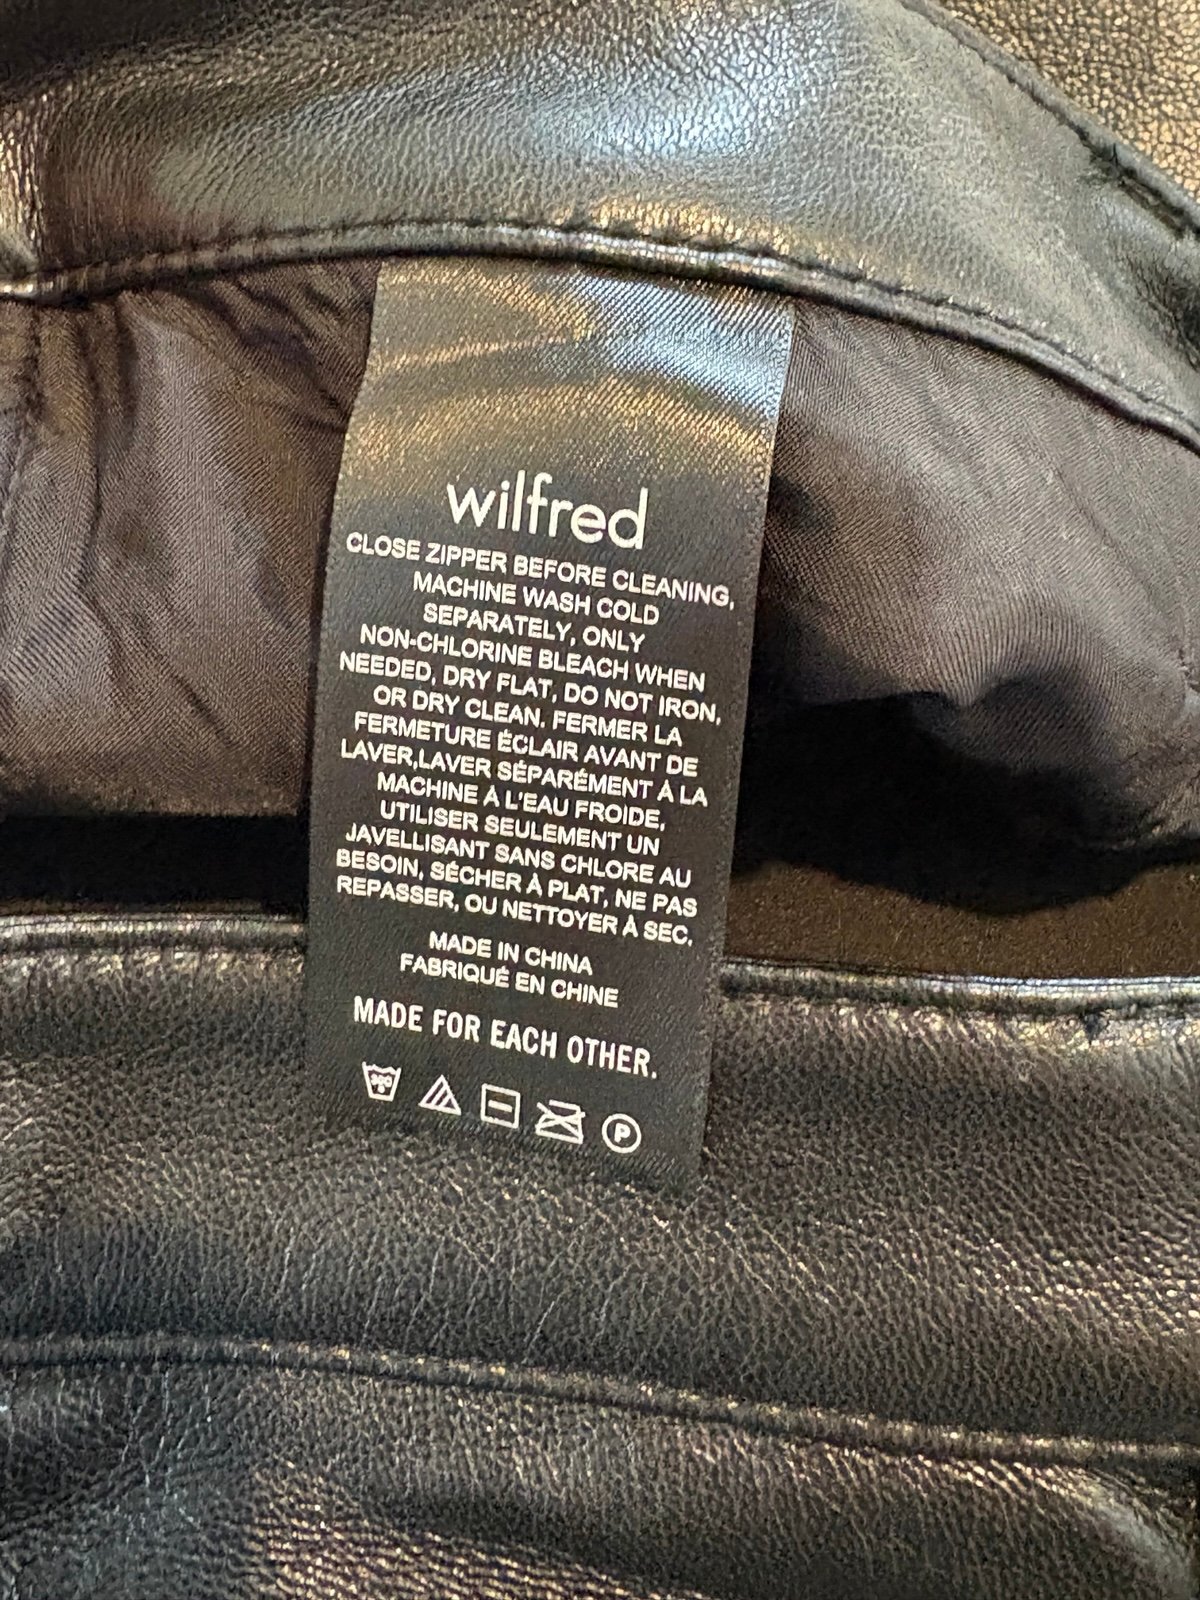 wilfred
CLOSE ZIPPER BEFORE CLEANING,
MACHINE WASH COLD
SEPARATELY, ONLY
NON-CHLORINE BLEACH WHEN
NEEDED, DRY FLAT, DO NOT IRON,
OR DRY CLEAN. FERMER LA
FERMETURE ÉCLAIR AVANT DE
LAVER,LAVER SÉPARÉMENT À LA
MACHINE À L'EAU FROIDE,
UTILISER SEULEMENT UN
JAVELLISANT SANS CHLORE AU
BESOIN, SÉCHER À PLAT, NE PAS
REPASSER, OU NETTOYER À SEC.
MADE IN CHINA
FABRIQUÉ EN CHINE
MADE FOR EACH OTHER.
P